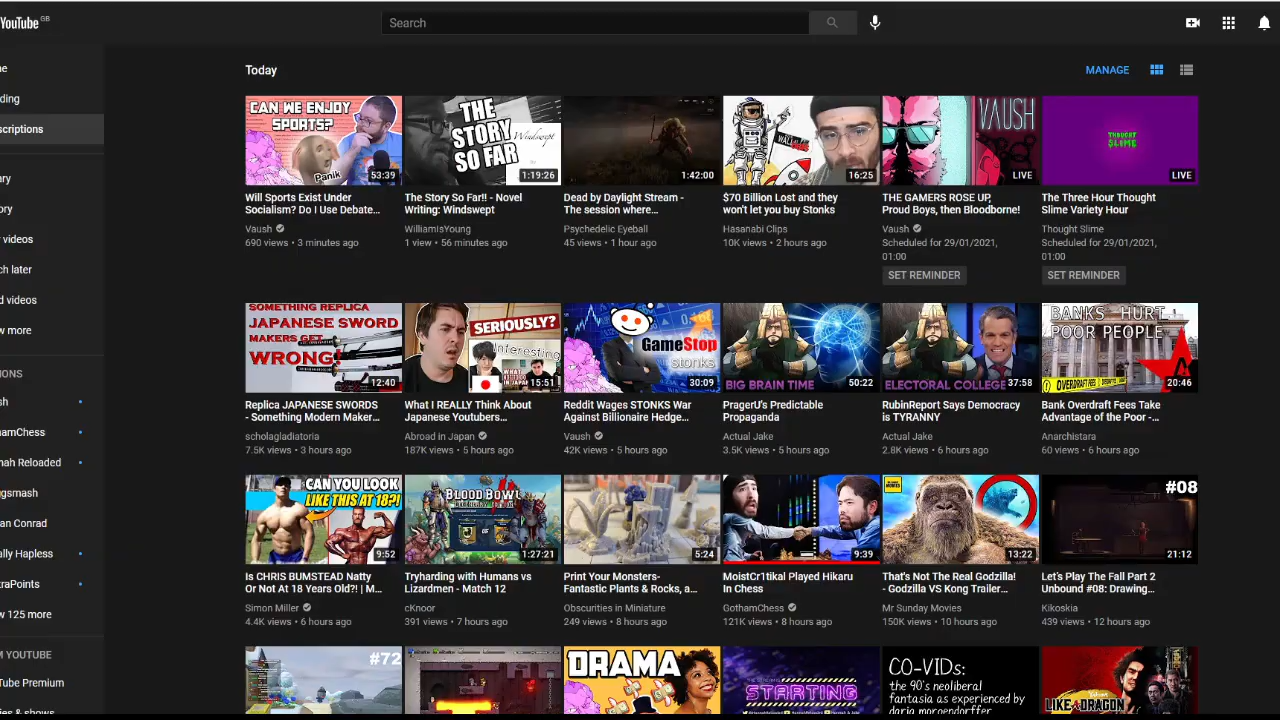 YouTube GB
Search
ne
ding
scriptions
ary
ory
r videos
ch later
d videos
w more
IONS
sh
hamChess
nah Reloaded
ggsmash
an Conrad
ally Hapless
traPoints
w 125 more
M YOUTUBE
Tube Premium
ies & shows
Today
MANAGE
CAN WE ENJOY
SPORTS?
Panik
53:39
THE
STORY
SO FAR
Windswept
1:19:26
1:42:00
16:25
VAUSH
LIVE
THOUGHT
SLIME
LIVE
Will Sports Exist Under
Socialism? Do I Use Debate...
Vaush
690 views • 3 minutes ago
The Story So Far!! - Novel
Writing: Windswept
WilliamIsYoung
1 view • 56 minutes ago
Dead by Daylight Stream -
The session where...
Psychedelic Eyeball
45 views • 1 hour ago
$70 Billion Lost and they
won't let you buy Stonks
Hasanabi Clips
10K views • 2 hours ago
THE GAMERS ROSE UP,
Proud Boys, then Bloodborne!
Vaush
Scheduled for 29/01/2021,
01:00
SET REMINDER
The Three Hour Thought
Slime Variety Hour
Thought Slime
Scheduled for 29/01/2021,
01:00
SET REMINDER
SOMETHING REPLICA
JAPANESE SWORD
MAKERS GET
WRONG!
12:40
SERIOUSLY?
Interesting
15:51
GameStop
stonks
30:09
BIG BRAIN TIME
50:22
ELECTORAL COLLEGE
37:58
BANKS HURT
POOR PEOPLE
OVERDRAFT FEES
20:46
Replica JAPANESE SWORDS
- Something Modern Maker...
scholagladiatoria
7.5K views • 3 hours ago
What I REALLY Think About
Japanese Youtubers...
Abroad in Japan
187K views • 5 hours ago
Reddit Wages STONKS War
Against Billionaire Hedge...
Vaush
42K views • 5 hours ago
PragerU's Predictable
Propaganda
Actual Jake
3.5K views • 5 hours ago
RubinReport Says Democracy
is TYRANNY
Actual Jake
2.8K views • 6 hours ago
Bank Overdraft Fees Take
Advantage of the Poor -...
Anarchistara
60 views • 6 hours ago
CAN YOU LOOK
LIKE THIS AT 18?!
9:52
BLOOD BOWL
1:27:21
5:24
9:39
13:22
#08
21:12
Is CHRIS BUMSTEAD Natty
Or Not At 18 Years Old?! | M...
Simon Miller
4.4K views • 6 hours ago
Tryharding with Humans vs
Lizardmen - Match 12
cKnoor
391 views • 7 hours ago
Print Your Monsters-
Fantastic Plants & Rocks, a...
Obscurities in Miniature
249 views • 8 hours ago
MoistCr1tikal Played Hikaru
In Chess
GothamChess
121K views • 8 hours ago
That's Not The Real Godzilla!
- Godzilla VS Kong Trailer...
Mr Sunday Movies
150K views • 10 hours ago
Let's Play The Fall Part 2
Unbound #08: Drawing...
Kikoskia
439 views • 12 hours ago
#72
DRAMA
STARTING
CO-VIDs:
the 90's neoliberal
fantasia as experienced by
daria morgendorffer
LIKE A DRAGON